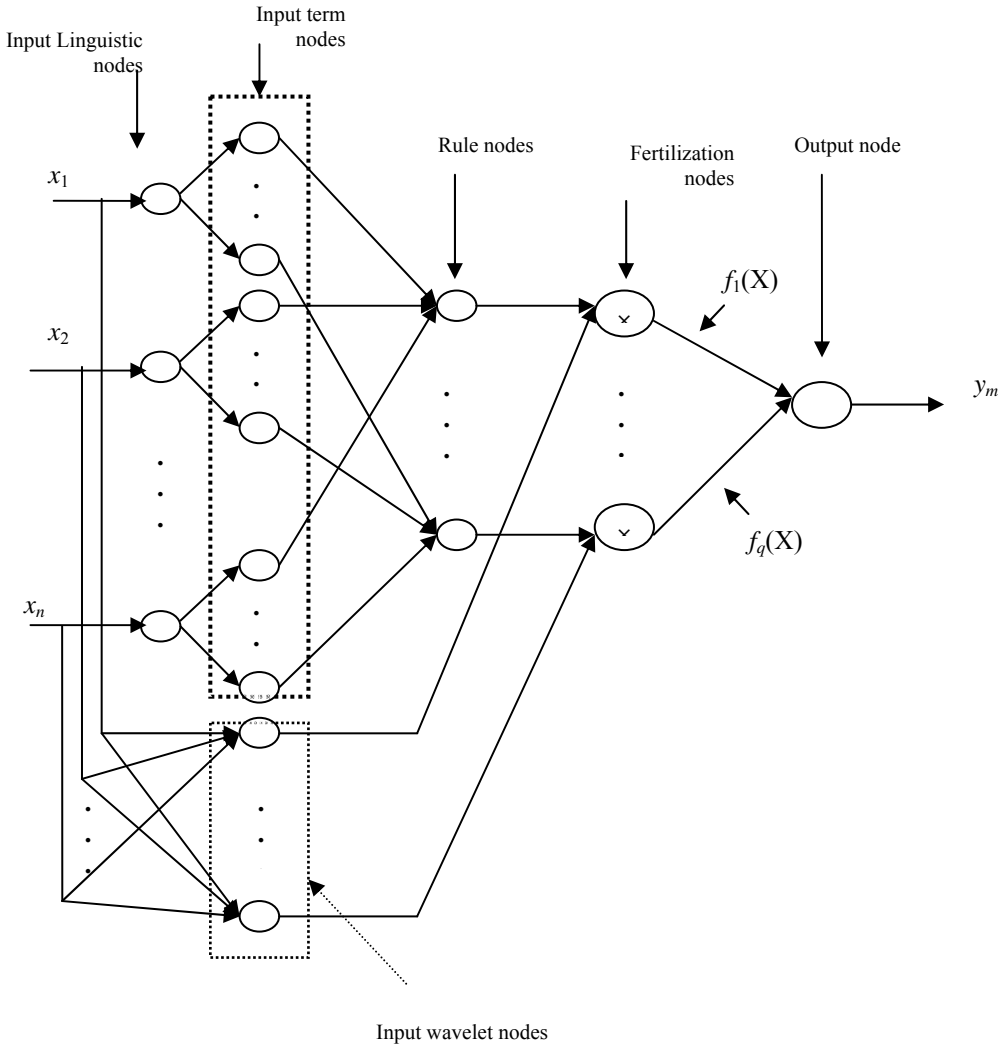 Input term
nodes
Input Linguistic
nodes
Rule nodes
Fertilization
nodes
Output node
x1
f1(X)
x2
ym
×
×
fq(X)
xn
Input wavelet nodes